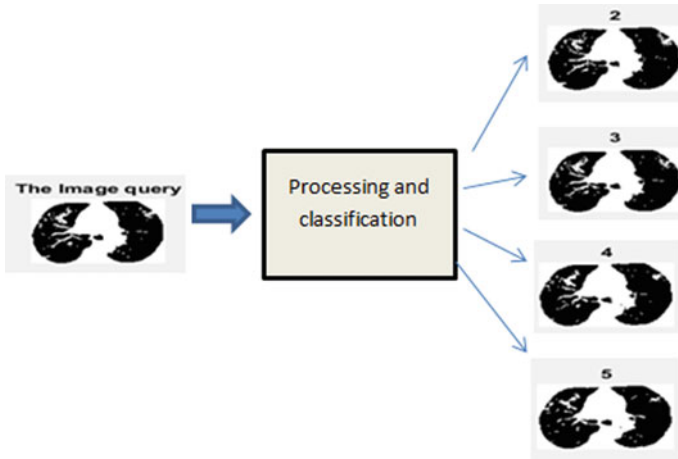 The Image query
Processing and
classification
2
3
4
5